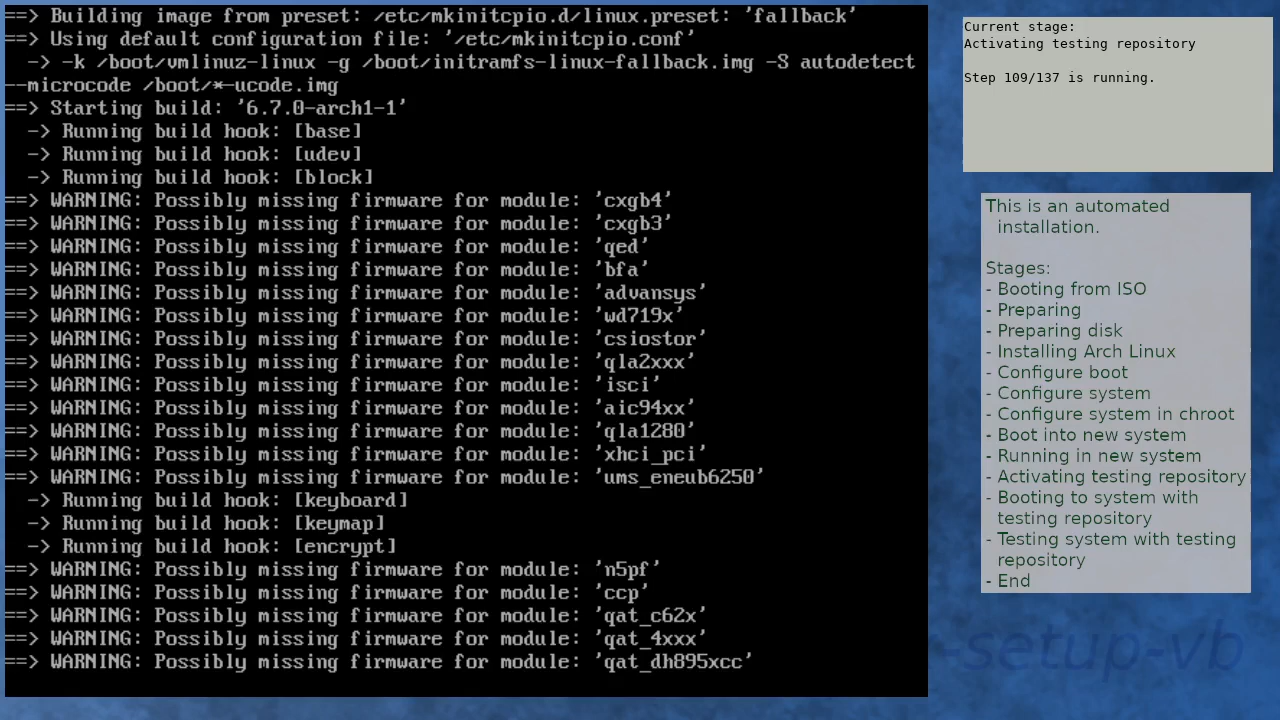 ==> Building image from preset: /etc/mkinitcpio.d/linux.preset: 'fallback'
==> Using default configuration file: '/etc/mkinitcpio.conf'
  -> -k /boot/vmlinuz-linux -g /boot/initramfs-linux-fallback.img -S autodetect
--microcode /boot/*-ucode.img
==> Starting build: '6.7.0-arch1-1'
  -> Running build hook: [base]
  -> Running build hook: [udev]
  -> Running build hook: [block]
==> WARNING: Possibly missing firmware for module: 'cxgb4'
==> WARNING: Possibly missing firmware for module: 'cxgb3'
==> WARNING: Possibly missing firmware for module: 'qed'
==> WARNING: Possibly missing firmware for module: 'bfa'
==> WARNING: Possibly missing firmware for module: 'advansys'
==> WARNING: Possibly missing firmware for module: 'wd719x'
==> WARNING: Possibly missing firmware for module: 'csiostor'
==> WARNING: Possibly missing firmware for module: 'qla2xxx'
==> WARNING: Possibly missing firmware for module: 'isci'
==> WARNING: Possibly missing firmware for module: 'aic94xx'
==> WARNING: Possibly missing firmware for module: 'qla1280'
==> WARNING: Possibly missing firmware for module: 'xhci_pci'
==> WARNING: Possibly missing firmware for module: 'ums_eneub6250'
  -> Running build hook: [keyboard]
  -> Running build hook: [keymap]
  -> Running build hook: [encrypt]
==> WARNING: Possibly missing firmware for module: 'n5pf'
==> WARNING: Possibly missing firmware for module: 'ccp'
==> WARNING: Possibly missing firmware for module: 'qat_c62x'
==> WARNING: Possibly missing firmware for module: 'qat_4xxx'
==> WARNING: Possibly missing firmware for module: 'qat_dh895xcc'
Current stage:
Activating testing repository
Step 109/137 is running.
This is an automated
installation.
Stages:
- Booting from ISO
- Preparing
- Preparing disk
- Installing Arch Linux
- Configure boot
- Configure system
- Configure system in chroot
- Boot into new system
- Running in new system
- Activating testing repository
- Booting to system with
testing repository
- Testing system with testing
repository
- End
-setup-vb